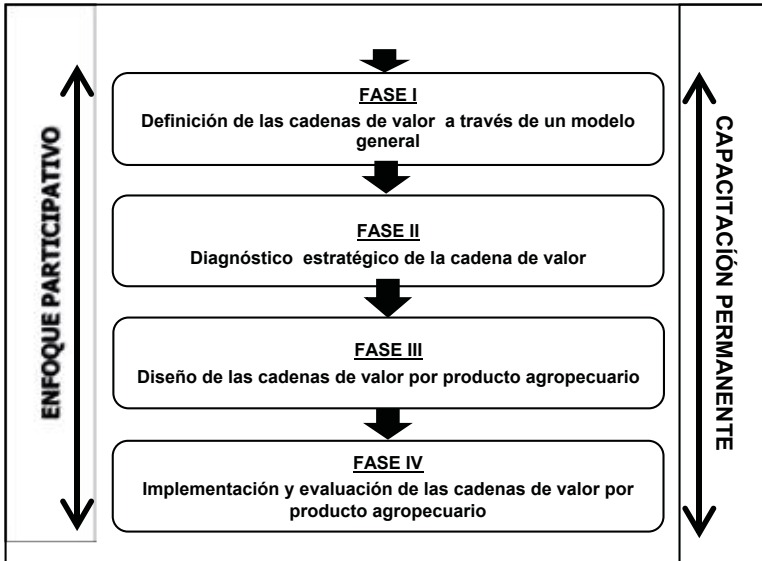 ENFOQUE PARTICIPATIVO
FASE I
Definición de las cadenas de valor a través de un modelo
general
FASE II
Diagnóstico estratégico de la cadena de valor
FASE III
Diseño de las cadenas de valor por producto agropecuario
FASE IV
Implementación y evaluación de las cadenas de valor por
producto agropecuario
CAPACITACÍÓN PERMANENTE